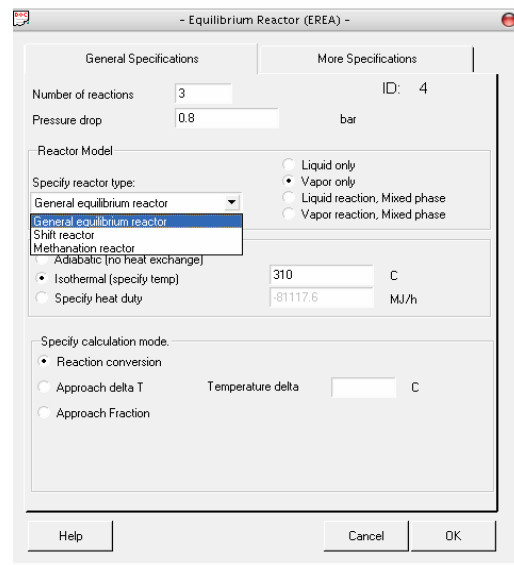 - Equilibrium Reactor (EREA) -
General Specifications
More Specifications
Number of reactions
3
ID: 4
Pressure drop
0.8
bar
Reactor Model
Liquid only
Specify reactor type:
Vapor only
General equilibrium reactor
Liquid reaction, Mixed phase
General equilibrium reactor
Vapor reaction, Mixed phase
Shift reactor
Methanation reactor
Adiabatic (no heat exchange)
Isothermal (specify temp)
310
C
Specify heat duty
-81117.6
MJ/h
Specify calculation mode.
Reaction conversion
Approach delta T
Temperature delta
C
Approach Fraction
Help
Cancel
OK